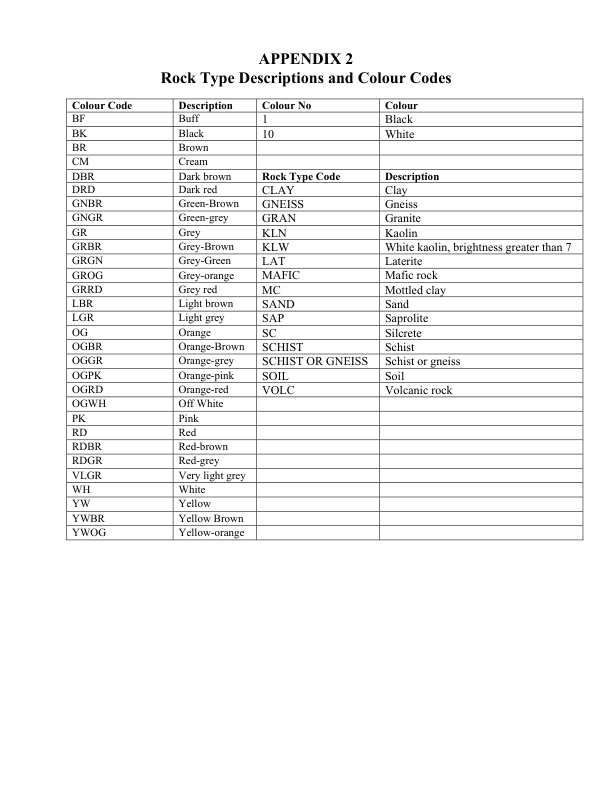 APPENDIX 2
Rock Type Descriptions and Colour Codes
Colour Code Description Colour No Colour
BF Buff 1 Black
BK Black 10 White
BR Brown
CM Cream
DBR Dark brown Rock Type Code Description
DRD Dark red CLAY Clay
GNBR Green-Brown GNEISS Gneiss
GNGR Green-grey GRAN Granite
GR Grey KLN Kaolin
GRBR Grey-Brown KLW White kaolin, brightness greater than 7
GRGN Grey-Green LAT Laterite
GROG Grey-orange MAFIC Mafic rock
GRRD Grey red MC Mottled clay
LBR Light brown SAND Sand
LGR Light grey SAP Saprolite
OG Orange SC Silcrete
OGBR Orange-Brown SCHIST Schist
OGGR Orange-grey SCHIST OR GNEISS Schist or gneiss
OGPK Orange-pink SOIL Soil
OGRD Orange-red VOLC Volcanic rock
OGWH Off White
PK Pink
RD Red
RDBR Red-brown
RDGR Red-grey
VLGR Very light grey
WH White
YW Yellow
YWBR Yellow Brown
YWOG Yellow-orange